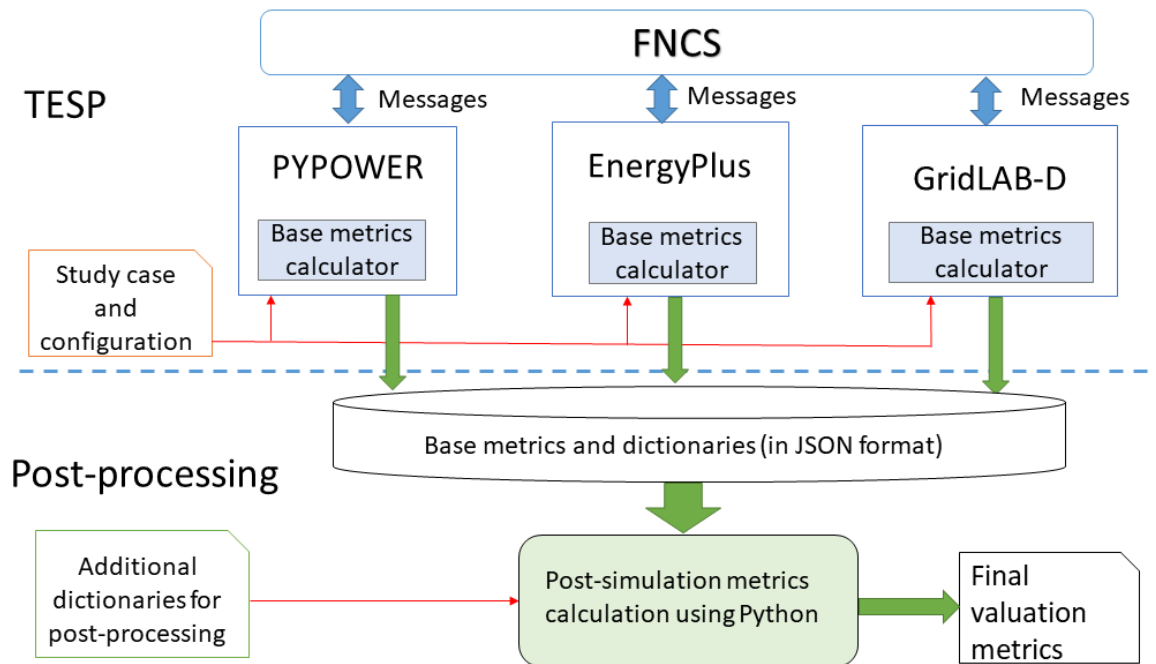 FNCS
TESP
Messages
Messages
Messages
PYPOWER
EnergyPlus
GridLAB-D
Base metrics
calculator
Base metrics
calculator
Base metrics
calculator
Study case
and
configuration
Base metrics and dictionaries (in JSON format)
Post-processing
Additional
dictionaries for
post-processing
Post-simulation metrics
calculation using Python
Final
valuation
metrics